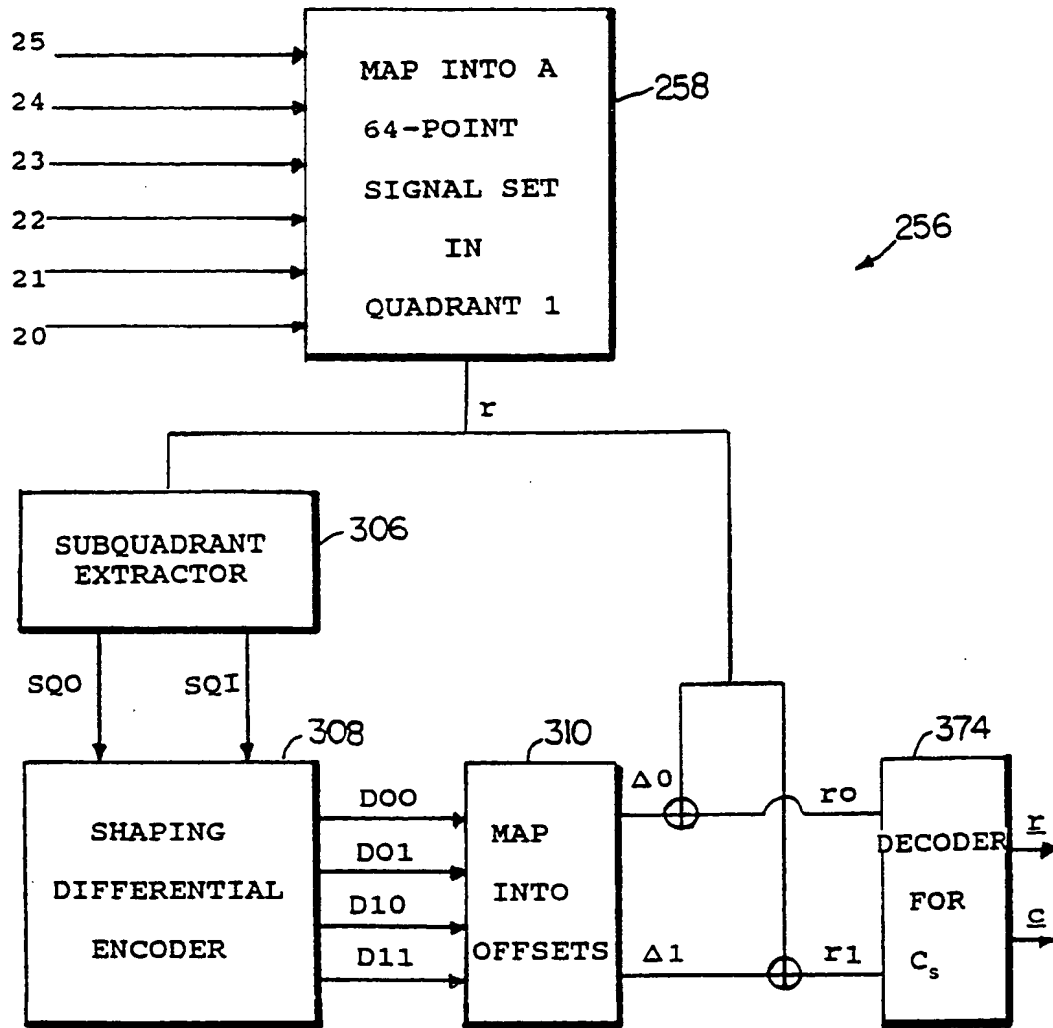 25
24
23
22
21
20
MAP INTO A
64-POINT
SIGNAL SET
IN
QUADRANT 1
258
256
r
SUBQUADRANT
EXTRACTOR
306
SQ0
SQI
308
310
374
SHAPING
DIFFERENTIAL
ENCODER
D00
D01
D10
D11
MAP
INTO
OFFSETS
Δ0
Δ1
r0
r1
DECODER
FOR
Cs
r
c